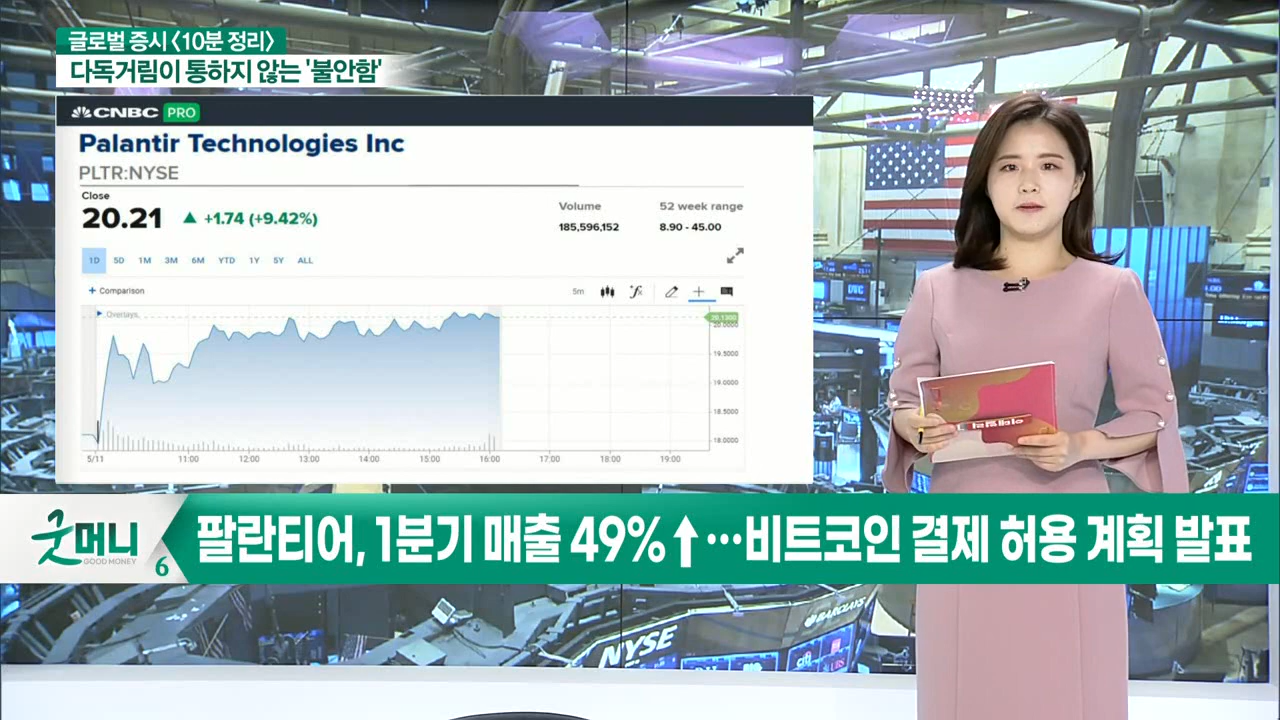 글로벌 증시 <10분 정리>
다독거림이 통하지 않는 '불안함'
CNBC PRO
Palantir Technologies Inc
PLTR:NYSE
Close
20.21 ▲ +1.74 (+9.42%)
Volume
185,596,152
52 week range
8.90 - 45.00
1D 5D 1M 3M 6M YTD 1Y 5Y ALL
+ Comparison
5m
Overlays
20.0000
19.5000
19.0000
18.5000
18.0000
5/11 11:00 12:00 13:00 14:00 15:00 16:00 17:00 18:00 19:00
굿머니
GOOD MONEY
6
팔란티어, 1분기 매출 49%↑…비트코인 결제 허용 계획 발표
NYSE
BARCLAYS
citi
UBS